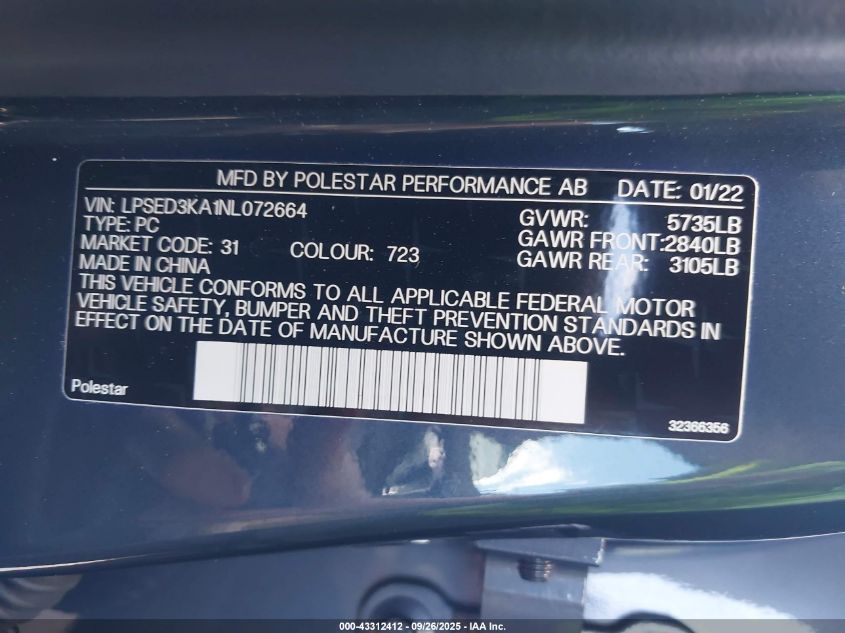 MFD BY POLESTAR PERFORMANCE AB DATE: 01/22
VIN: LPSED3KA1NL072664 GVWR: 5735LB
TYPE: PC GAWR FRONT:2840LB
MARKET CODE: 31 COLOUR: 723 GAWR REAR: 3105LB
MADE IN CHINA
THIS VEHICLE CONFORMS TO ALL APPLICABLE FEDERAL MOTOR
VEHICLE SAFETY, BUMPER AND THEFT PREVENTION STANDARDS IN
EFFECT ON THE DATE OF MANUFACTURE SHOWN ABOVE.
Polestar 32366356
000-43312412 - 09/26/2025 - IAA Inc.